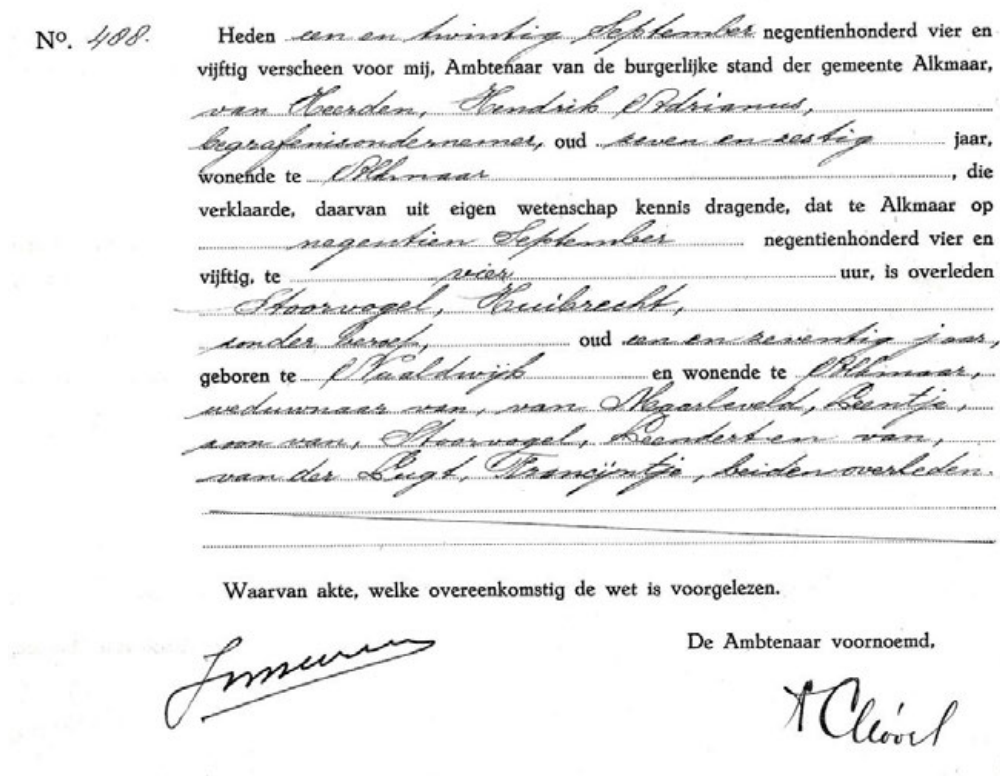 Nº. 488.
Heden een en twintig September negentienhonderd vier en
vijftig verscheen voor mij, Ambtenaar van de burgerlijke stand der gemeente Alkmaar,
van Heerden, Hendrik Adrianus,
begrafenisondernemer, oud zeven en zestig jaar,
wonende te Alkmaar, die
verklaarde, daarvan uit eigen wetenschap kennis dragende, dat te Alkmaar op
negentien September negentienhonderd vier en
vijftig, te vier uur, is overleden
Stoorvogel, Huibrecht,
zonder beroep, oud een en zeventig jaar,
geboren te Naaldwijk en wonende te Alkmaar,
weduwnaar van, van Maarleveld, Leentje,
zoon van, Stoorvogel, Leendert en van,
van der Lugt, Francijntje, beiden overleden.
Waarvan akte, welke overeenkomstig de wet is voorgelezen.
De Ambtenaar voornoemd,